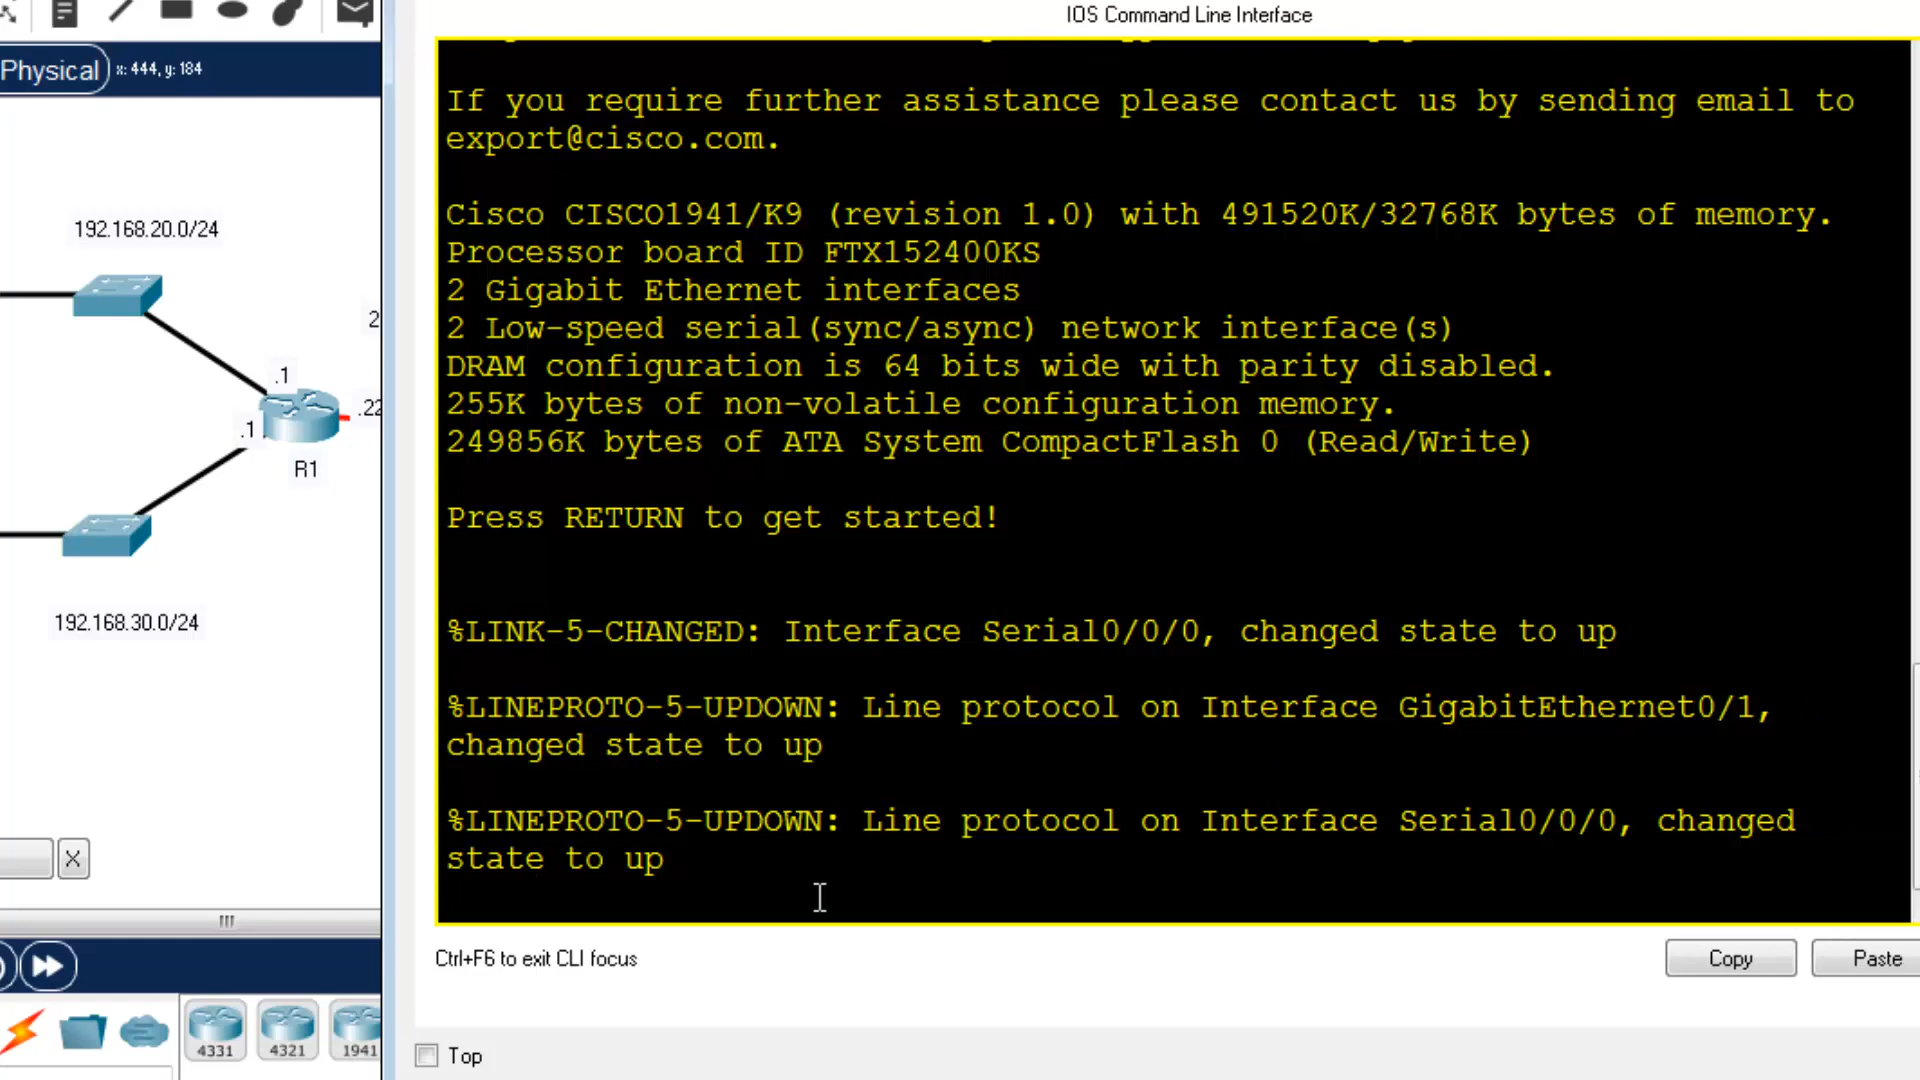 IOS Command Line Interface
Physical
x: 444, y: 184
192.168.20.0/24
2
.1
.22
.1
R1
192.168.30.0/24
X
4331
4321
1941
If you require further assistance please contact us by sending email to
export@cisco.com.
Cisco CISCO1941/K9 (revision 1.0) with 491520K/32768K bytes of memory.
Processor board ID FTX152400KS
2 Gigabit Ethernet interfaces
2 Low-speed serial(sync/async) network interface(s)
DRAM configuration is 64 bits wide with parity disabled.
255K bytes of non-volatile configuration memory.
249856K bytes of ATA System CompactFlash 0 (Read/Write)
Press RETURN to get started!
%LINK-5-CHANGED: Interface Serial0/0/0, changed state to up
%LINEPROTO-5-UPDOWN: Line protocol on Interface GigabitEthernet0/1,
changed state to up
%LINEPROTO-5-UPDOWN: Line protocol on Interface Serial0/0/0, changed
state to up
Ctrl+F6 to exit CLI focus
Copy
Paste
Top